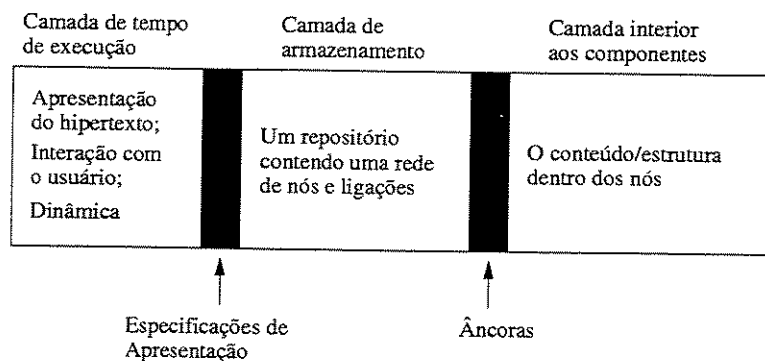 Camada de tempo
de execução
Camada de
armazenamento
Camada interior
aos componentes
Apresentação
do hipertexto;
Interação com
o usuário;
Dinâmica
Um repositório
contendo uma rede
de nós e ligações
O conteúdo/estrutura
dentro dos nós
Especificações de
Apresentação
Âncoras